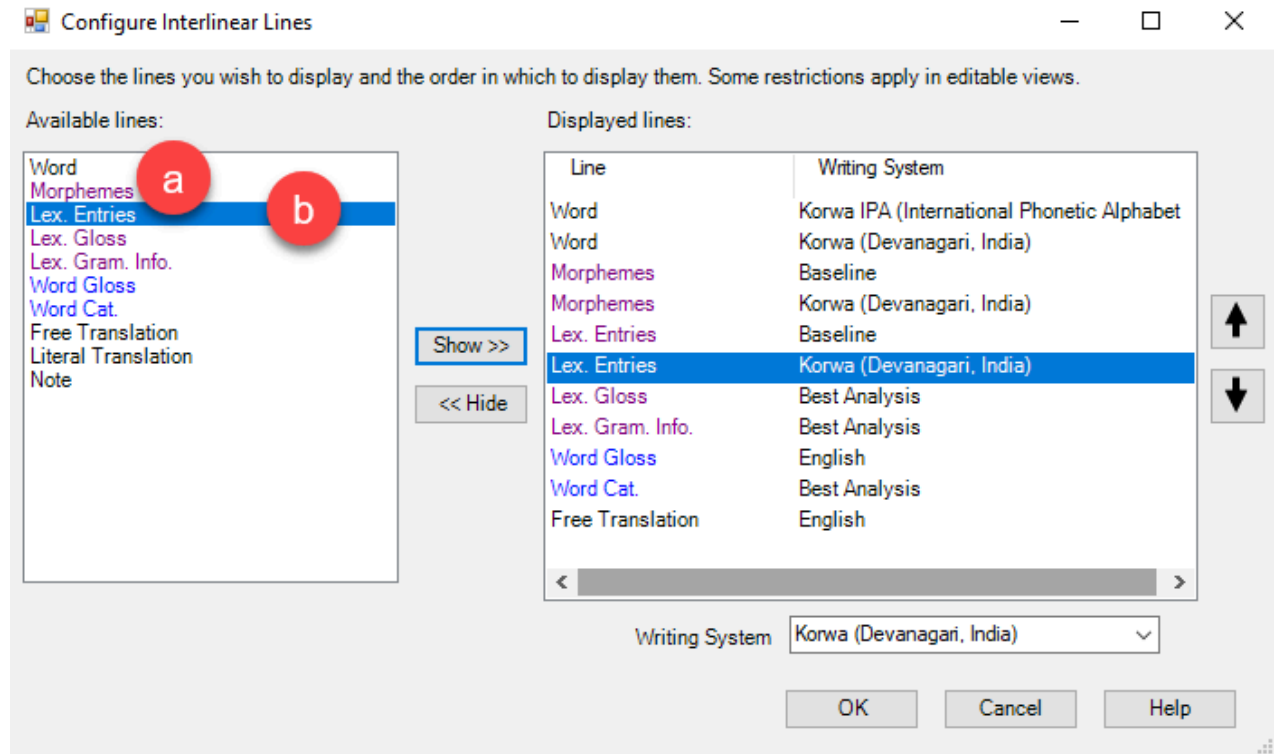 Configure Interlinear Lines
Choose the lines you wish to display and the order in which to display them. Some restrictions apply in editable views.
Available lines:
Word
Morphemes
Lex. Entries
Lex. Gloss
Lex. Gram. Info.
Word Gloss
Word Cat.
Free Translation
Literal Translation
Note
a
b
Show >>
<< Hide
Displayed lines:
Line Writing System
Word Korwa IPA (International Phonetic Alphabet
Word Korwa (Devanagari, India)
Morphemes Baseline
Morphemes Korwa (Devanagari, India)
Lex. Entries Baseline
Lex. Entries Korwa (Devanagari, India)
Lex. Gloss Best Analysis
Lex. Gram. Info. Best Analysis
Word Gloss English
Word Cat. Best Analysis
Free Translation English
Writing System Korwa (Devanagari, India)
OK Cancel Help